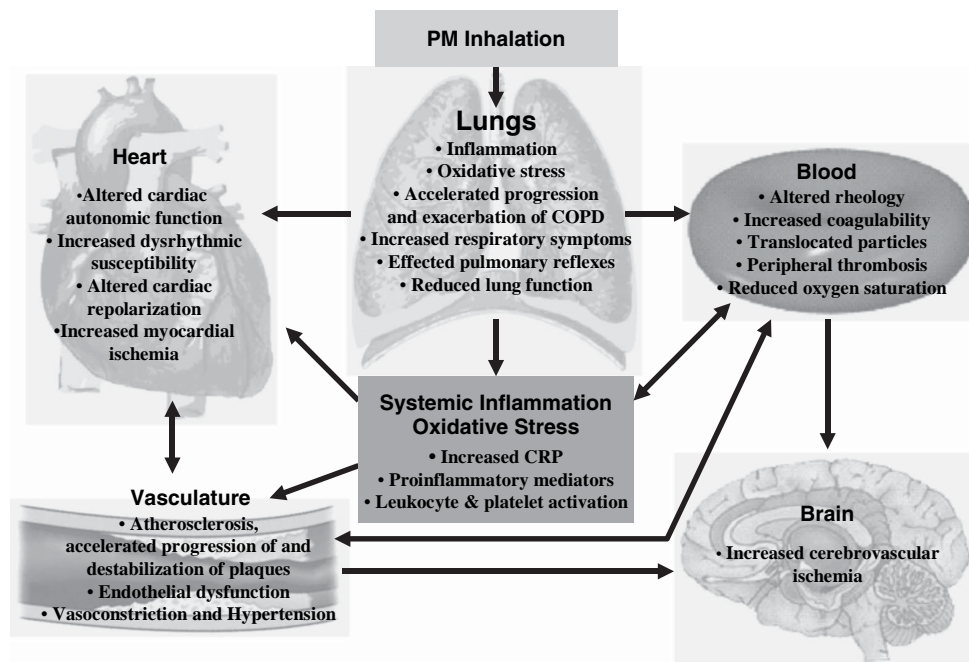 PM Inhalation
Lungs
• Inflammation
• Oxidative stress
• Accelerated progression
and exacerbation of COPD
• Increased respiratory symptoms
• Effected pulmonary reflexes
• Reduced lung function
Heart
•Altered cardiac
autonomic function
• Increased dysrhythmic
susceptibility
• Altered cardiac
repolarization
•Increased myocardial
ischemia
Blood
• Altered rheology
• Increased coagulability
• Translocated particles
• Peripheral thrombosis
• Reduced oxygen saturation
Systemic Inflammation
Oxidative Stress
• Increased CRP
• Proinflammatory mediators
• Leukocyte & platelet activation
Vasculature
• Atherosclerosis,
accelerated progression of and
destabilization of plaques
• Endothelial dysfunction
• Vasoconstriction and Hypertension
Brain
• Increased cerebrovascular
ischemia